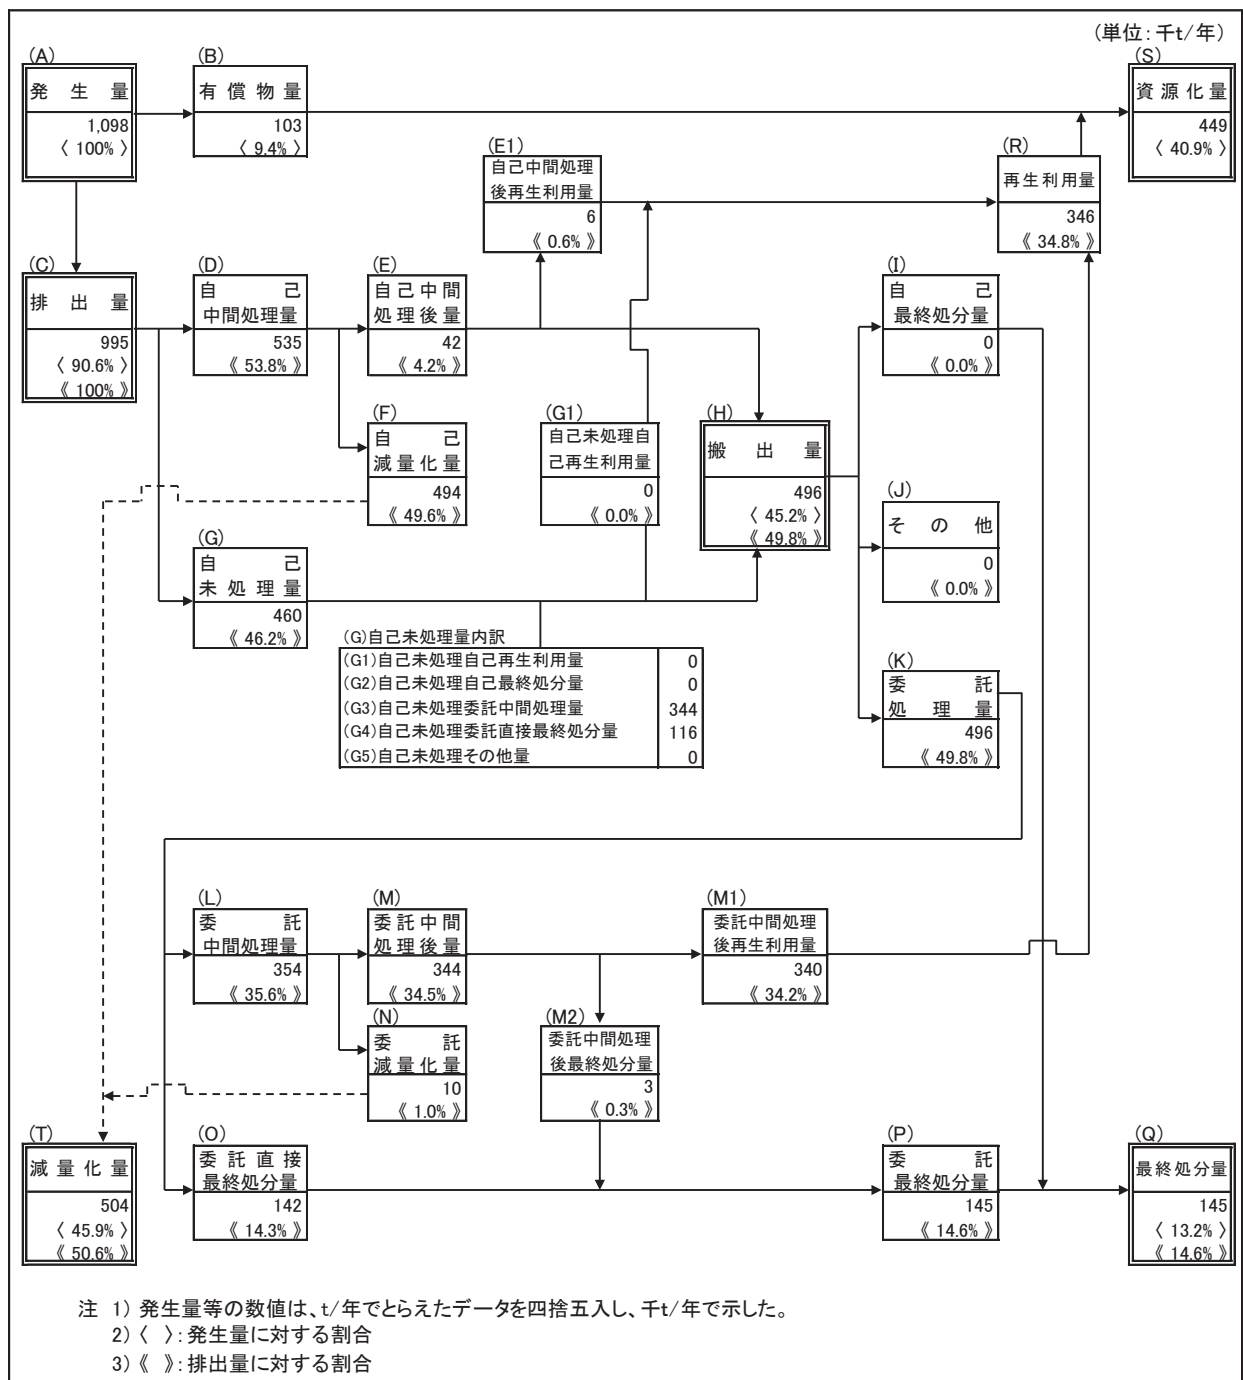 (単位:千t/年)
(A)
発生量
1,098
〈 100% 〉
(B)
有償物量
103
〈 9.4% 〉
(S)
資源化量
449
〈 40.9% 〉
(E1)
自己中間処理
後再生利用量
6
《 0.6% 》
(R)
再生利用量
346
《 34.8% 》
(C)
排出量
995
〈 90.6% 〉
《 100% 》
(D)
自己
中間処理量
535
《 53.8% 》
(E)
自己中間
処理後量
42
《 4.2% 》
(I)
自己
最終処分量
0
《 0.0% 》
(F)
自己
減量化量
494
《 49.6% 》
(G1)
自己未処理自
己再生利用量
0
《 0.0% 》
(H)
搬出量
496
〈 45.2% 〉
《 49.8% 》
(J)
その他
0
《 0.0% 》
(G)
自己
未処理量
460
《 46.2% 》
(G)自己未処理量内訳
(G1)自己未処理自己再生利用量 0
(G2)自己未処理自己最終処分量 0
(G3)自己未処理委託中間処理量 344
(G4)自己未処理委託直接最終処分量 116
(G5)自己未処理その他量 0
(K)
委託
処理量
496
《 49.8% 》
(L)
委託
中間処理量
354
《 35.6% 》
(M)
委託中間
処理後量
344
《 34.5% 》
(M1)
委託中間処理
後再生利用量
340
《 34.2% 》
(N)
委託
減量化量
10
《 1.0% 》
(M2)
委託中間処理
後最終処分量
3
《 0.3% 》
(T)
減量化量
504
〈 45.9% 〉
《 50.6% 》
(O)
委託直接
最終処分量
142
《 14.3% 》
(P)
委託
最終処分量
145
《 14.6% 》
(Q)
最終処分量
145
〈 13.2% 〉
《 14.6% 》
注 1) 発生量等の数値は、t/年でとらえたデータを四捨五入し、千t/年で示した。
2) 〈 〉:発生量に対する割合
3) 《 》:排出量に対する割合